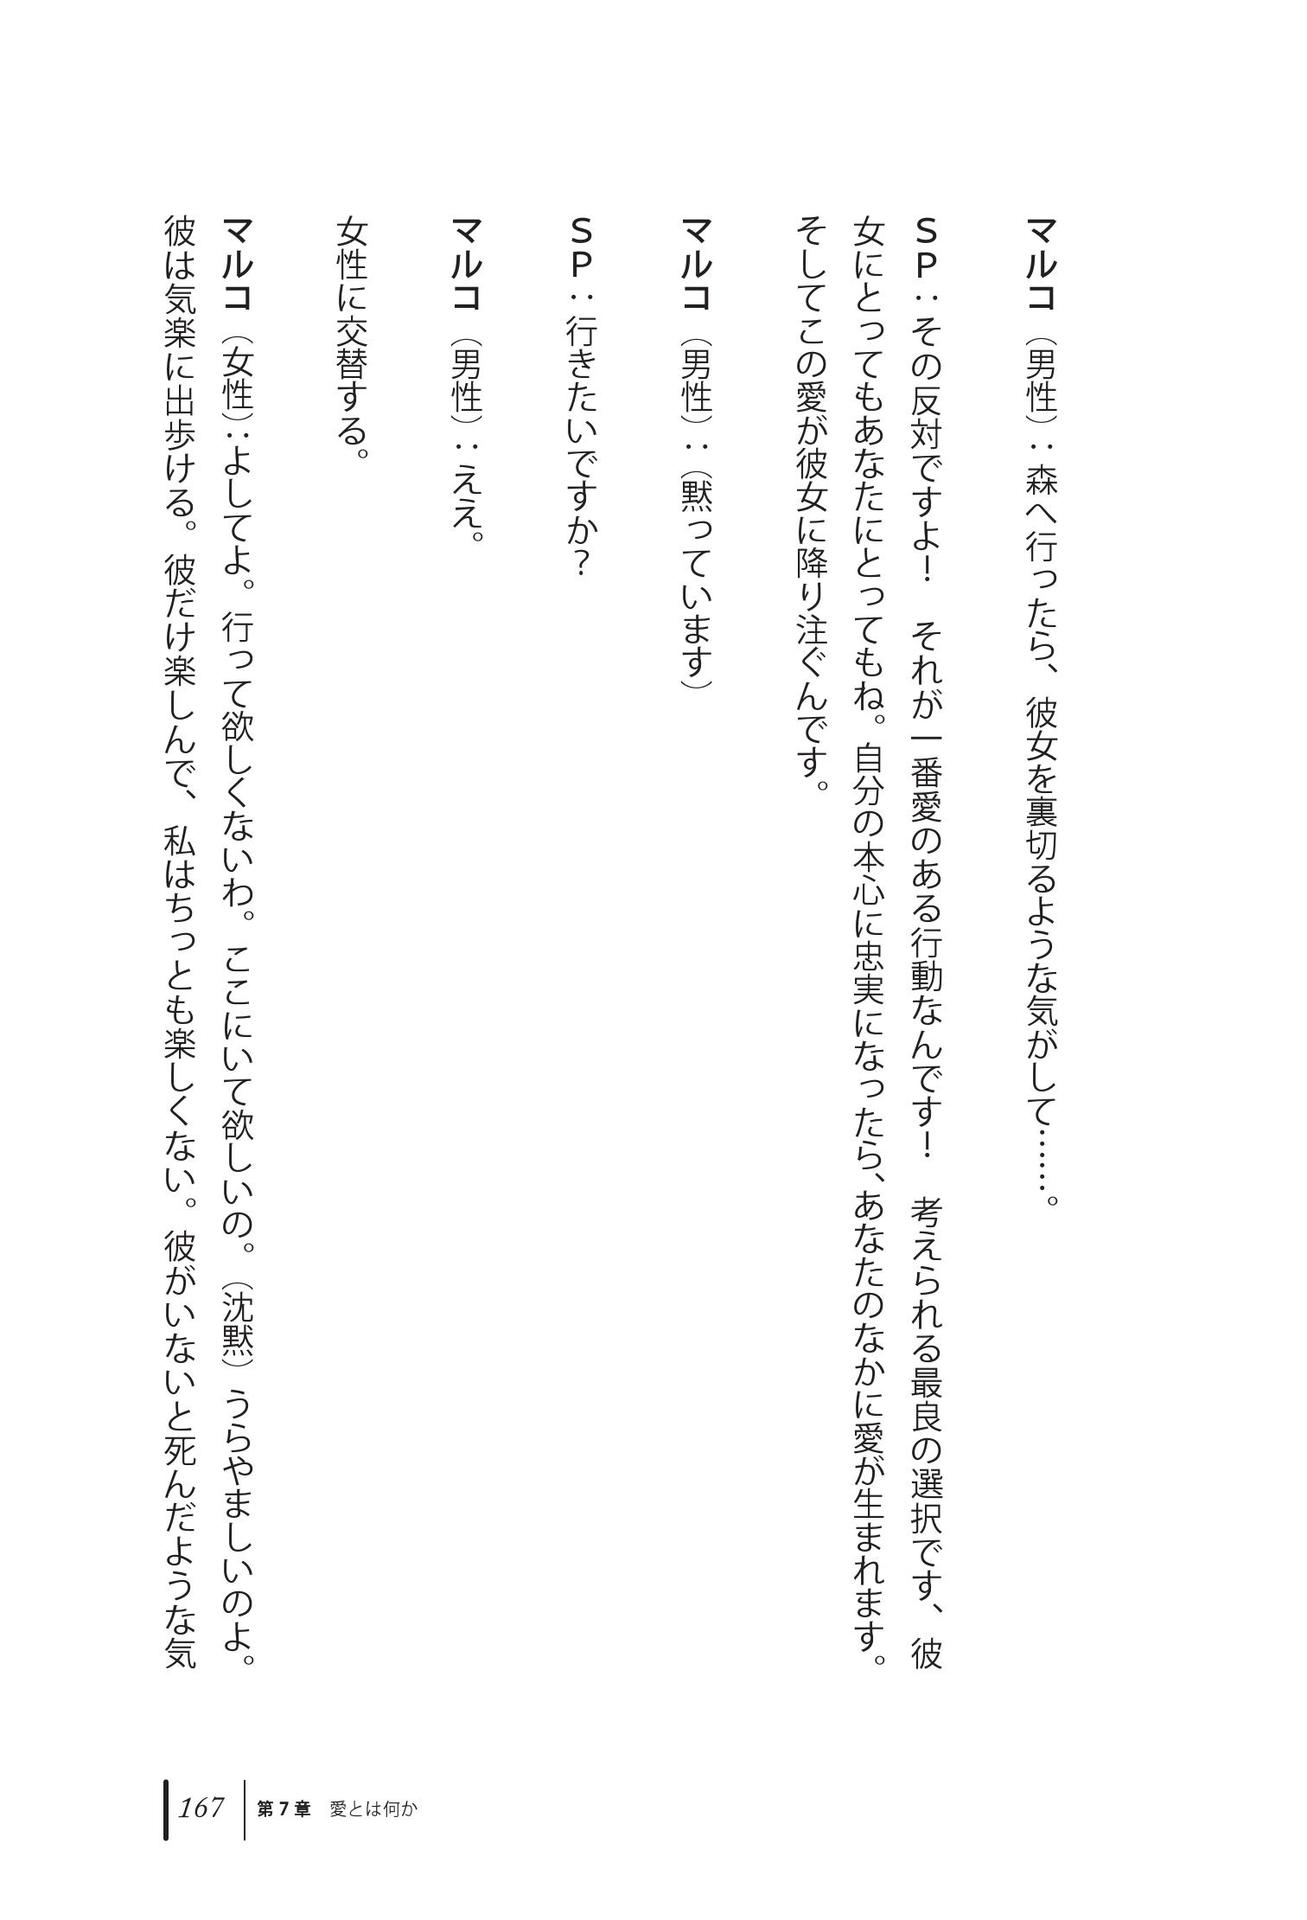 マルコ（男性）：森へ行ったら、彼女を裏切るような気がして……。
ＳＰ：その反対ですよ！　それが一番愛のある行動なんです！　考えられる最良の選択です、彼
女にとってもあなたにとってもね。自分の本心に忠実になったら、あなたのなかに愛が生まれます。
そしてこの愛が彼女に降り注ぐんです。
マルコ（男性）：（黙っています）
ＳＰ：行きたいですか？
マルコ（男性）：ええ。
女性に交替する。
マルコ（女性）：よしてよ。行って欲しくないわ。ここにいて欲しいの。（沈黙）うらやましいのよ。
彼は気楽に出歩ける。彼だけ楽しんで、私はちっとも楽しくない。彼がいないと死んだような気
167 第7章　愛とは何か